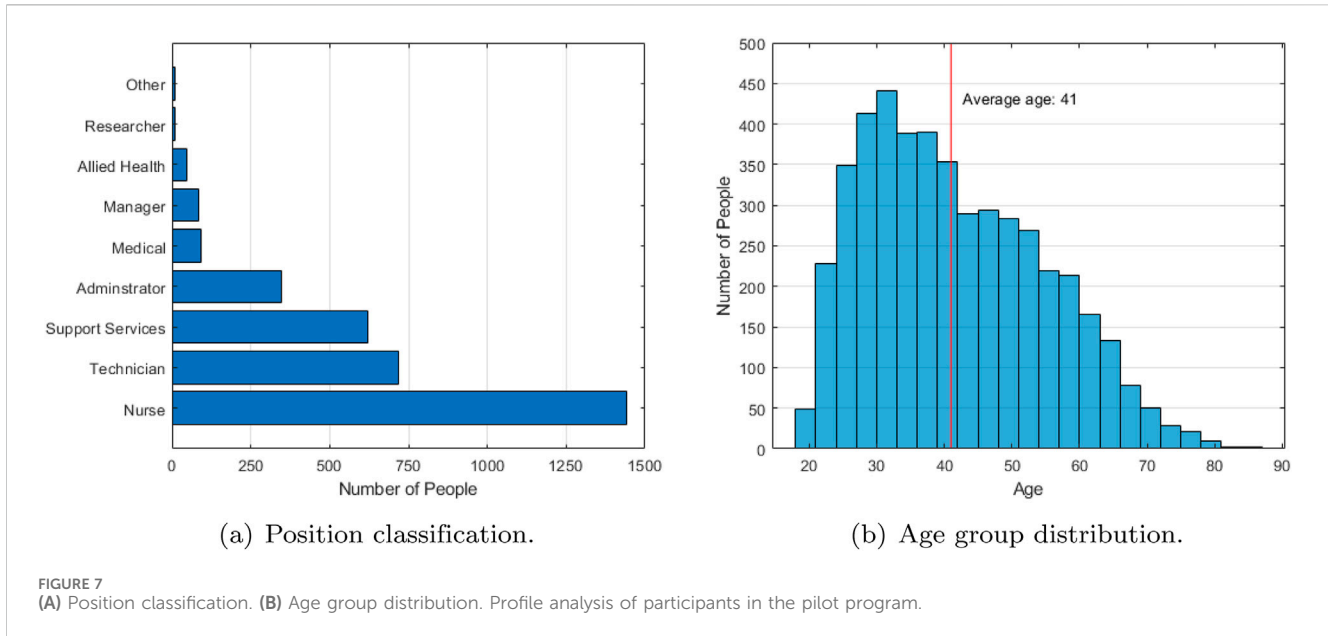 Other
Researcher
Allied Health
Manager
Medical
Adminstrator
Support Services
Technician
Nurse
0 250 500 750 1000 1250 1500
Number of People
(a) Position classification.
500
450
400
350
300
250
200
150
100
50
0
Number of People
Average age: 41
20 30 40 50 60 70 80 90
Age
(b) Age group distribution.
FIGURE 7
(A) Position classification. (B) Age group distribution. Profile analysis of participants in the pilot program.